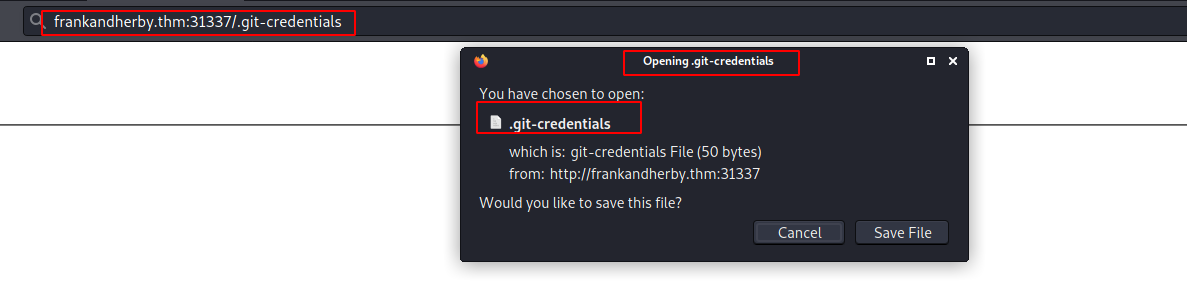 frankandherby.thm:31337/.git-credentials
Opening .git-credentials
You have chosen to open:
.git-credentials
which is: git-credentials File (50 bytes)
from: http://frankandherby.thm:31337
Would you like to save this file?
Cancel Save File